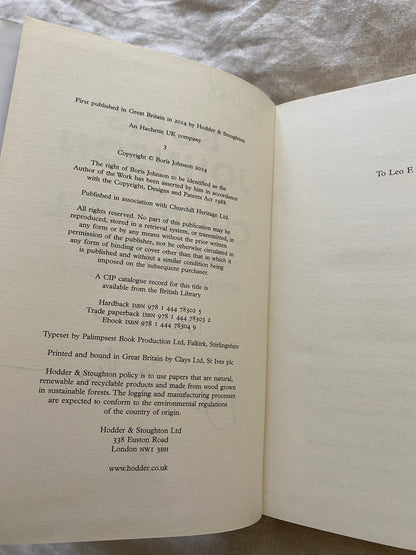 First published in Great Britain in 2014 by Hodder & Stoughton
An Hachette UK company
3
Copyright © Boris Johnson 2014
The right of Boris Johnson to be identified as the
Author of the Work has been asserted by him in accordance
with the Copyright, Designs and Patents Act 1988.
Published in association with Churchill Heritage Ltd.
All rights reserved. No part of this publication may be
reproduced, stored in a retrieval system, or transmitted, in
any form or by any means without the prior written
permission of the publisher, nor be otherwise circulated in
any form of binding or cover other than that in which it
is published and without a similar condition being
imposed on the subsequent purchaser.
A CIP catalogue record for this title is
available from the British Library
Hardback ISBN 978 1 444 78302 5
Trade paperback ISBN 978 1 444 78303 2
Ebook ISBN 978 1 444 78304 9
Typeset by Palimpsest Book Production Ltd, Falkirk, Stirlingshire
Printed and bound in Great Britain by Clays Ltd, St Ives plc
Hodder & Stoughton policy is to use papers that are natural,
renewable and recyclable products and made from wood grown
in sustainable forests. The logging and manufacturing processes
are expected to conform to the environmental regulations
of the country of origin.
Hodder & Stoughton Ltd
338 Euston Road
London NW1 3BH
www.hodder.co.uk
To Leo F.